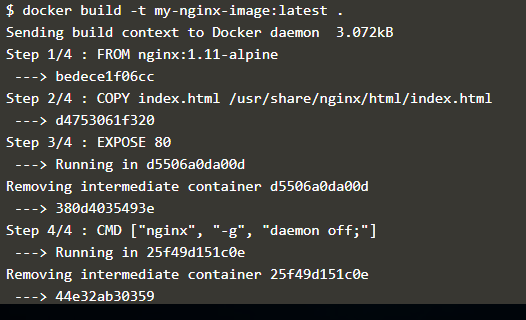 $ docker build -t my-nginx-image:latest .
Sending build context to Docker daemon  3.072kB
Step 1/4 : FROM nginx:1.11-alpine
 ---> bedece1f06cc
Step 2/4 : COPY index.html /usr/share/nginx/html/index.html
 ---> d4753061f320
Step 3/4 : EXPOSE 80
 ---> Running in d5506a0da00d
Removing intermediate container d5506a0da00d
 ---> 380d4035493e
Step 4/4 : CMD ["nginx", "-g", "daemon off;"]
 ---> Running in 25f49d151c0e
Removing intermediate container 25f49d151c0e
 ---> 44e32ab30359